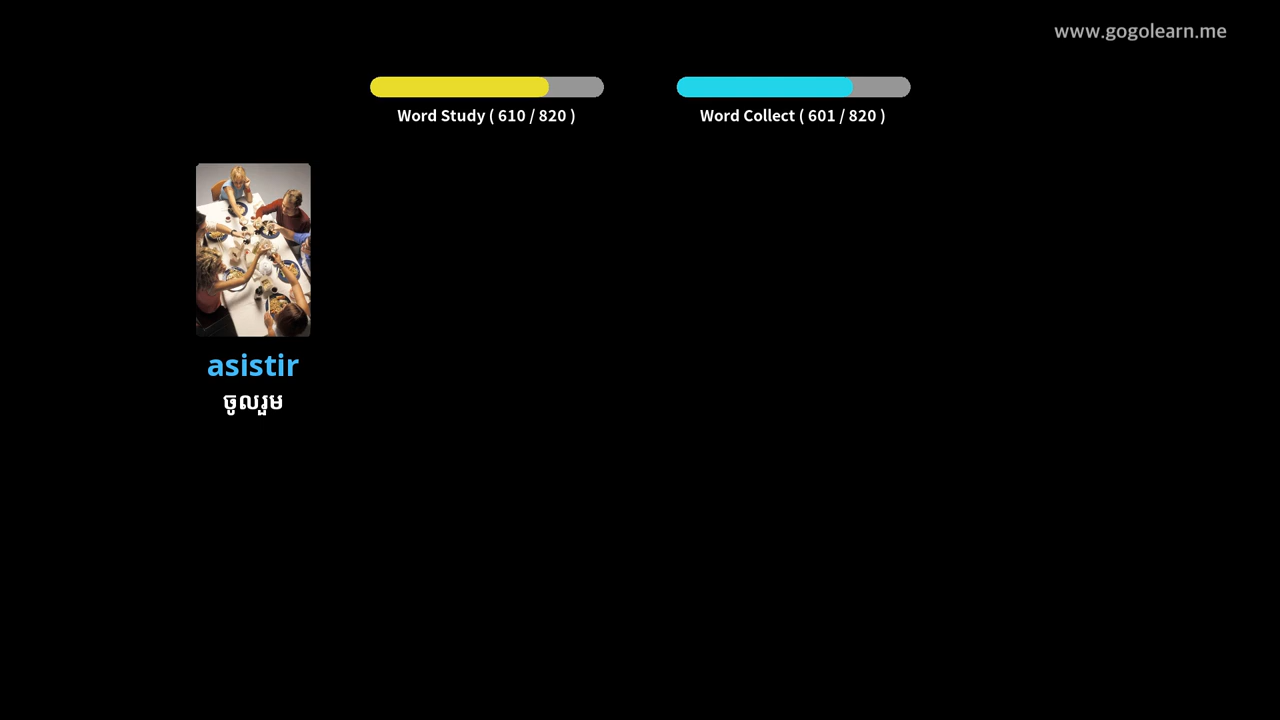 www.gogolearn.me
Word Study ( 610 / 820 )
Word Collect ( 601 / 820 )
asistir
ចូលរួម